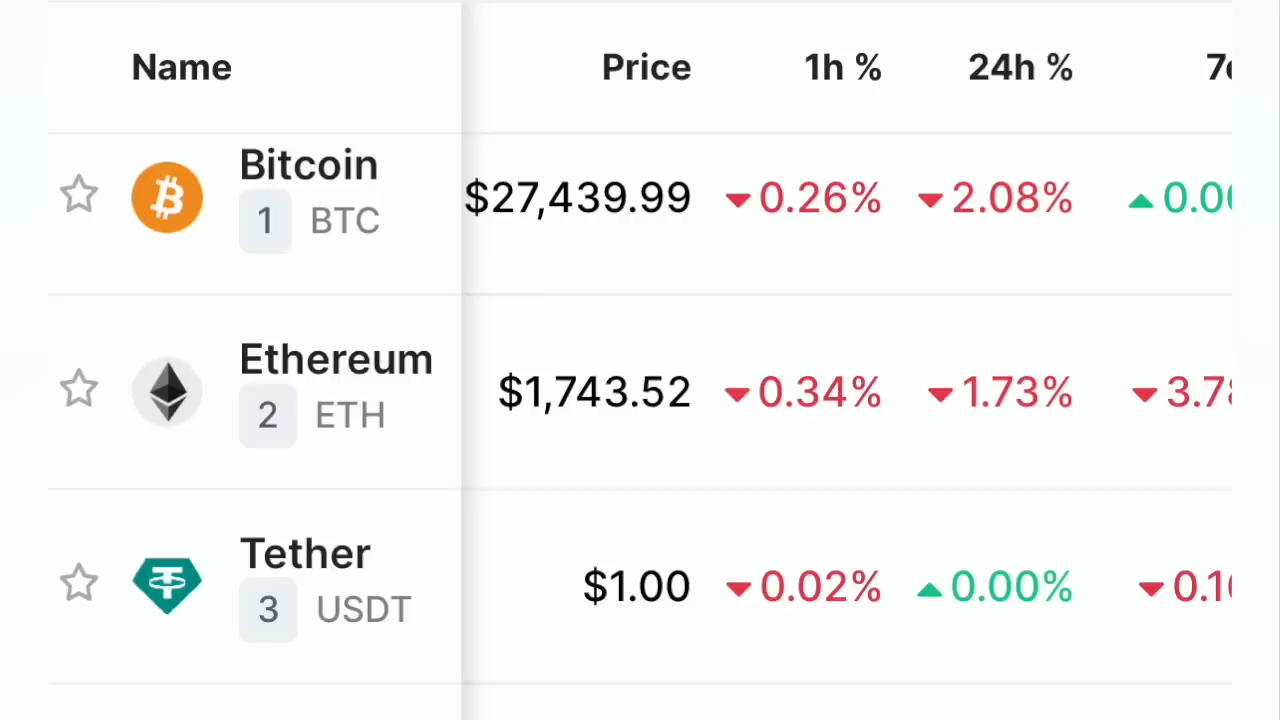 Name Price 1h % 24h %
Bitcoin
1 BTC $27,439.99 0.26% 2.08%
Ethereum
2 ETH $1,743.52 0.34% 1.73%
Tether
3 USDT $1.00 0.02% 0.00%